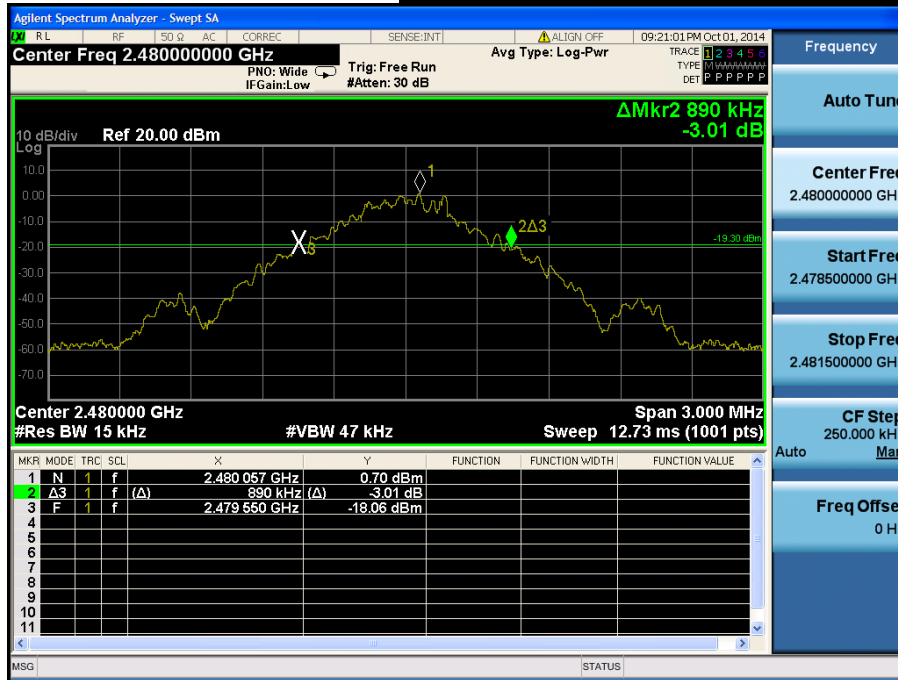 Agilent Spectrum Analyzer - Swept SA
LXI RL RF 50 Ω AC CORREC SENSE:INT ALIGN OFF 09:21:01 PM Oct 01, 2014
Center Freq 2.480000000 GHz
PNO: Wide
IFGain:Low
Trig: Free Run
#Atten: 30 dB
Avg Type: Log-Pwr
TRACE 1 2 3 4 5 6
TYPE M WWWWW
DET P P P P P P
Frequency
ΔMkr2 890 kHz
-3.01 dB
10 dB/div Ref 20.00 dBm
Log
10.0
0.00
-10.0
-20.0
-30.0
-40.0
-50.0
-60.0
-70.0
1
2Δ3
3
-19.30 dBm
Center 2.480000 GHz Span 3.000 MHz
#Res BW 15 kHz #VBW 47 kHz Sweep 12.73 ms (1001 pts)
MKR MODE TRC SCL X Y FUNCTION FUNCTION WIDTH FUNCTION VALUE
1 N 1 f 2.480 057 GHz 0.70 dBm
2 Δ3 1 f (Δ) 890 kHz (Δ) -3.01 dB
3 F 1 f 2.479 550 GHz -18.06 dBm
4
5
6
7
8
9
10
11
MSG STATUS
Auto Tune
Center Fre
2.480000000 GH
Start Fre
2.478500000 GH
Stop Fre
2.481500000 GH
CF Step
250.000 kH
Auto Ma
Freq Offse
0 H